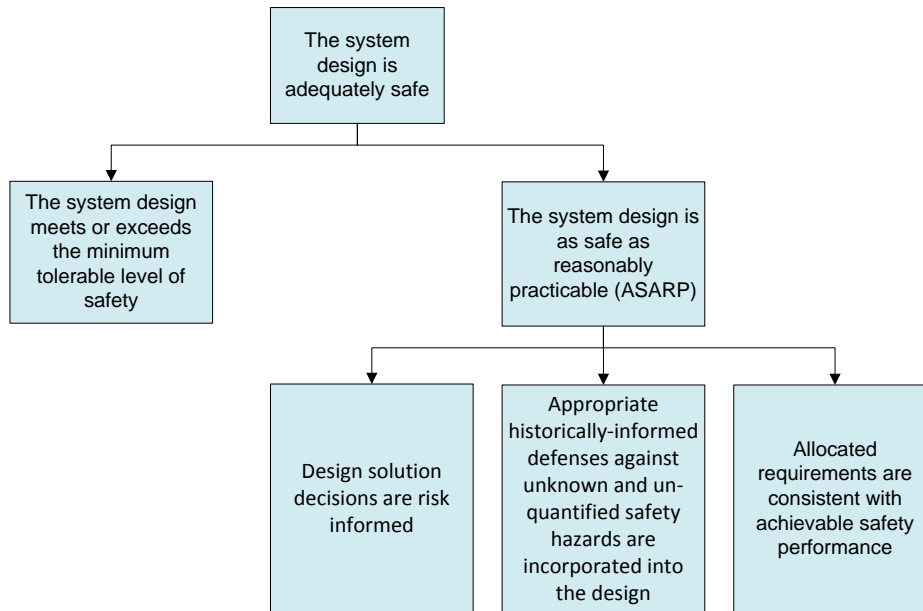 The system
design is
adequately safe
The system design
meets or exceeds
the minimum
tolerable level of
safety
The system design is
as safe as
reasonably
practicable (ASARP)
Design solution
decisions are risk
informed
Appropriate
historically-informed
defenses against
unknown and un-
quantified safety
hazards are
incorporated into
the design
Allocated
requirements are
consistent with
achievable safety
performance